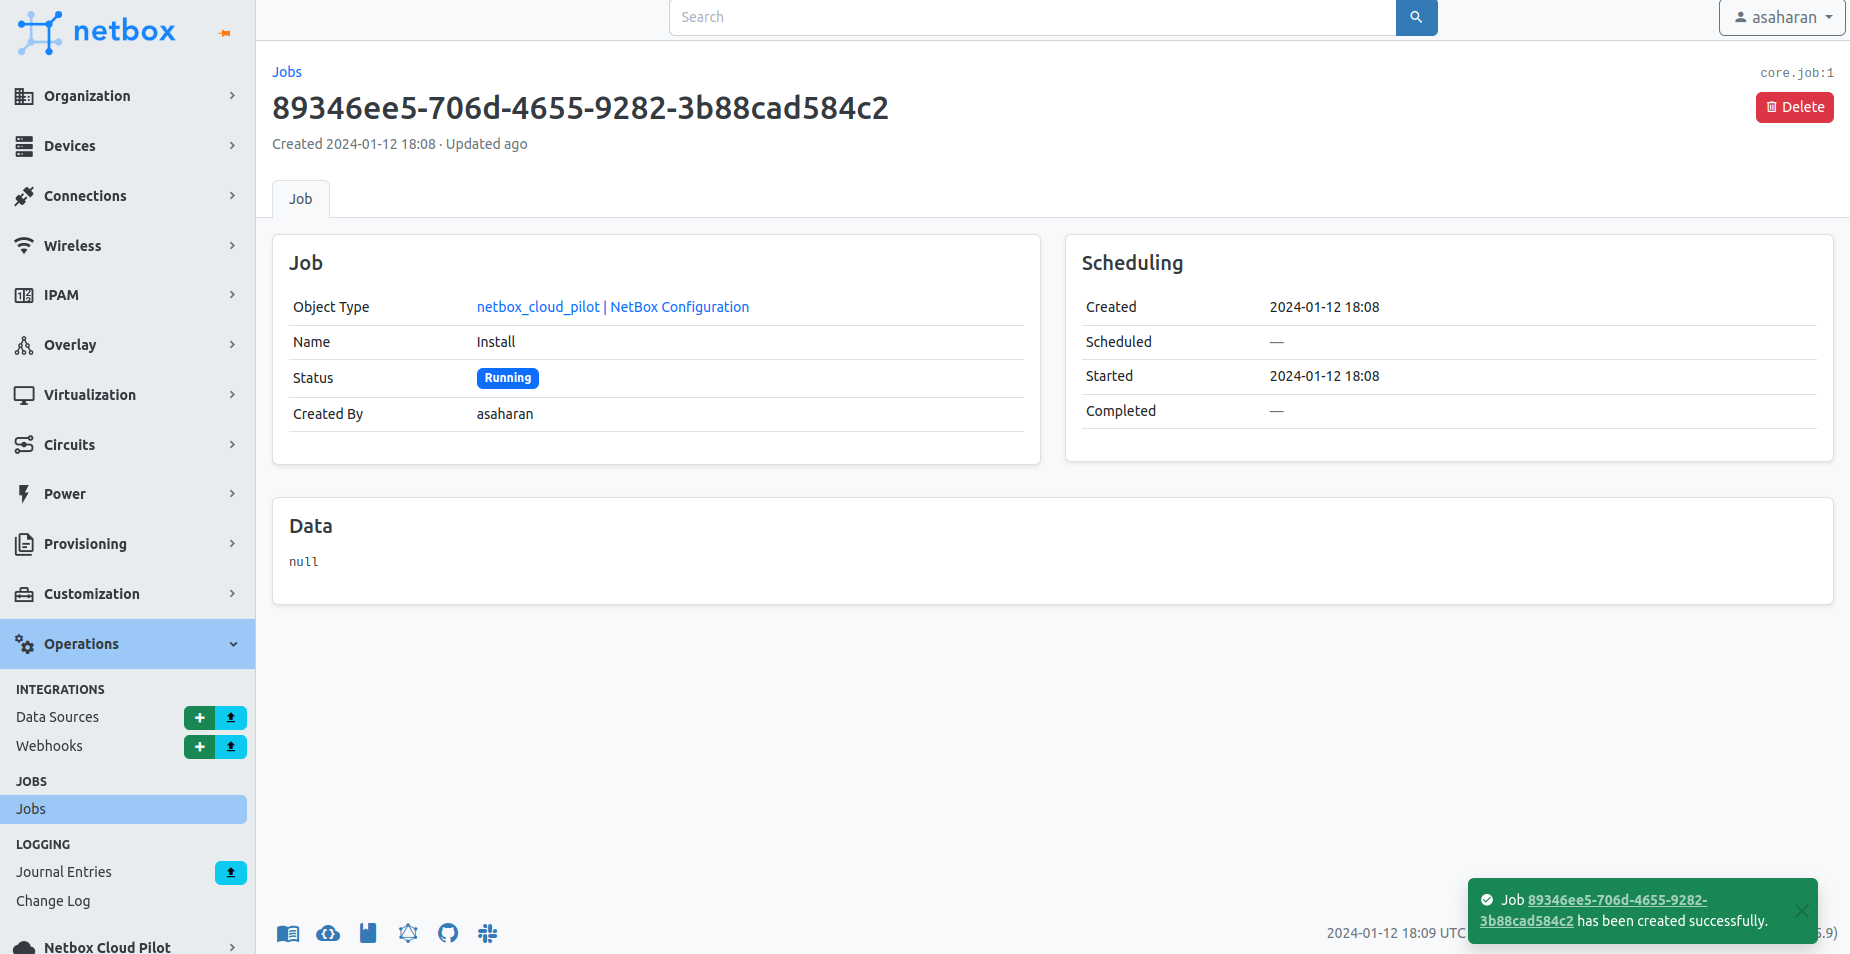 netbox
Search
asaharan
Organization
Devices
Connections
Wireless
IPAM
Overlay
Virtualization
Circuits
Power
Provisioning
Customization
Operations
INTEGRATIONS
Data Sources
Webhooks
JOBS
Jobs
LOGGING
Journal Entries
Change Log
Netbox Cloud Pilot
Jobs
core.job:1
89346ee5-706d-4655-9282-3b88cad584c2
Delete
Created 2024-01-12 18:08 · Updated ago
Job
Job
Object Type netbox_cloud_pilot | NetBox Configuration
Name Install
Status Running
Created By asaharan
Scheduling
Created 2024-01-12 18:08
Scheduled —
Started 2024-01-12 18:08
Completed —
Data
null
2024-01-12 18:09 UTC
5.9)
Job 89346ee5-706d-4655-9282-
3b88cad584c2 has been created successfully.